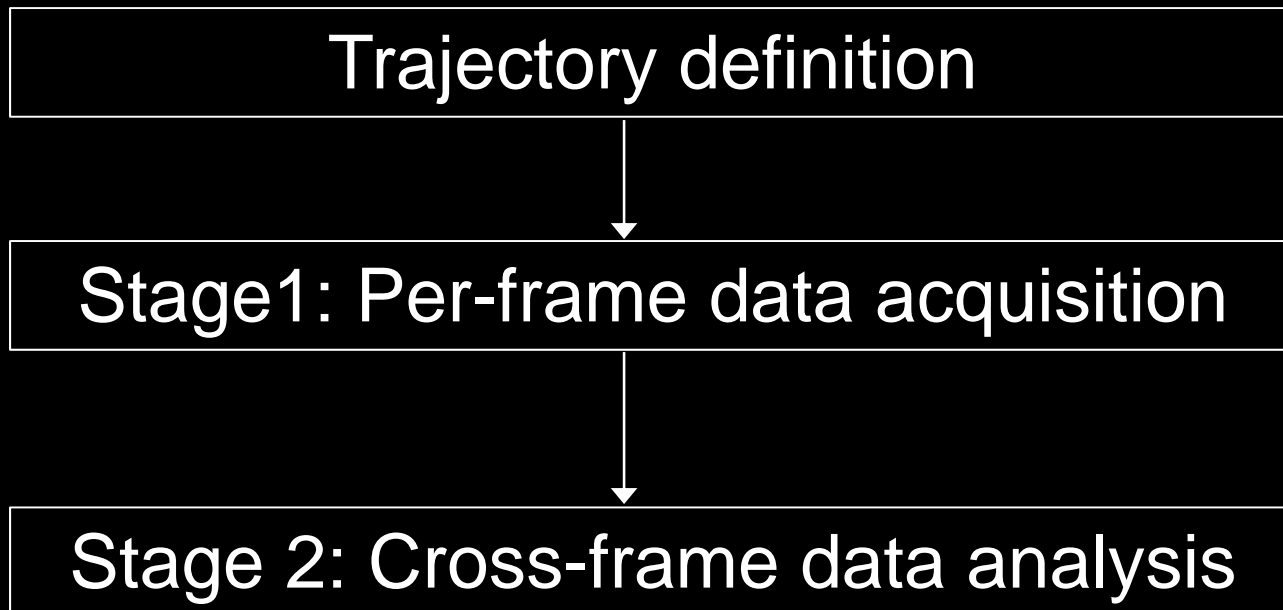 Trajectory definition
Stage1: Per-frame data acquisition
Stage 2: Cross-frame data analysis